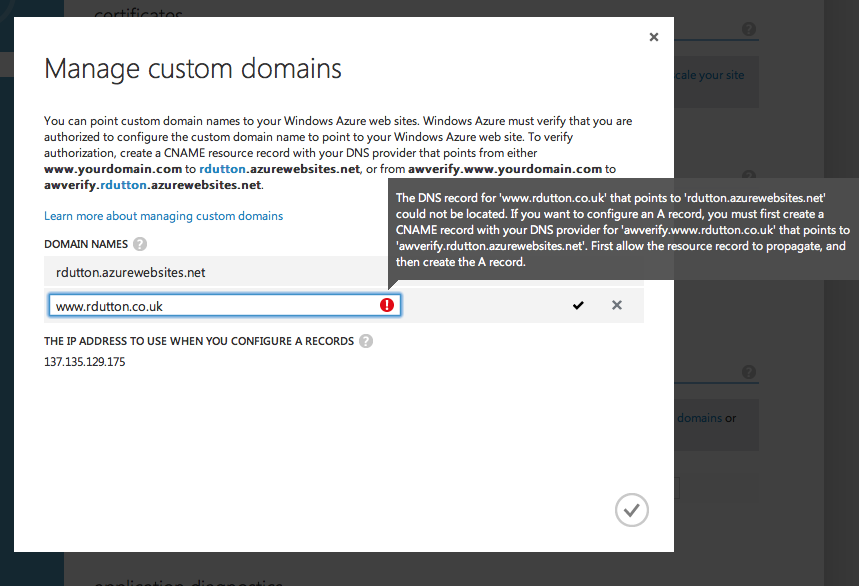 certificates
Manage custom domains
You can point custom domain names to your Windows Azure web sites. Windows Azure must verify that you are
authorized to configure the custom domain name to point to your Windows Azure web site. To verify
authorization, create a CNAME resource record with your DNS provider that points from either
www.yourdomain.com to rdutton.azurewebsites.net, or from awverify.www.yourdomain.com to
awverify.rdutton.azurewebsites.net.
Learn more about managing custom domains
DOMAIN NAMES ?
rdutton.azurewebsites.net
www.rdutton.co.uk !
The DNS record for 'www.rdutton.co.uk' that points to 'rdutton.azurewebsites.net'
could not be located. If you want to configure an A record, you must first create a
CNAME record with your DNS provider for 'awverify.www.rdutton.co.uk' that points to
'awverify.rdutton.azurewebsites.net'. First allow the resource record to propagate, and
then create the A record.
THE IP ADDRESS TO USE WHEN YOU CONFIGURE A RECORDS ?
137.135.129.175
?
scale your site
?
?
domains or
application diagnostics